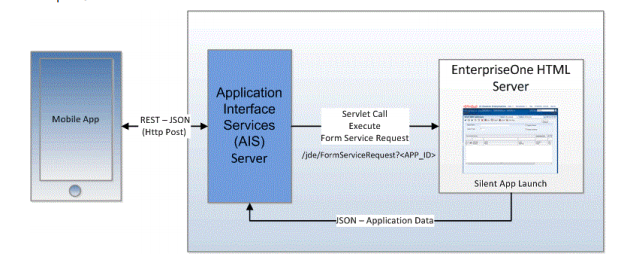 Mobile App
REST – JSON
(Http Post)
Application
Interface
Services
(AIS)
Server
Servlet Call
Execute
Form Service Request
/jde/FormServiceRequest?<APP_ID>
EnterpriseOne HTML
Server
Silent App Launch
JSON – Application Data